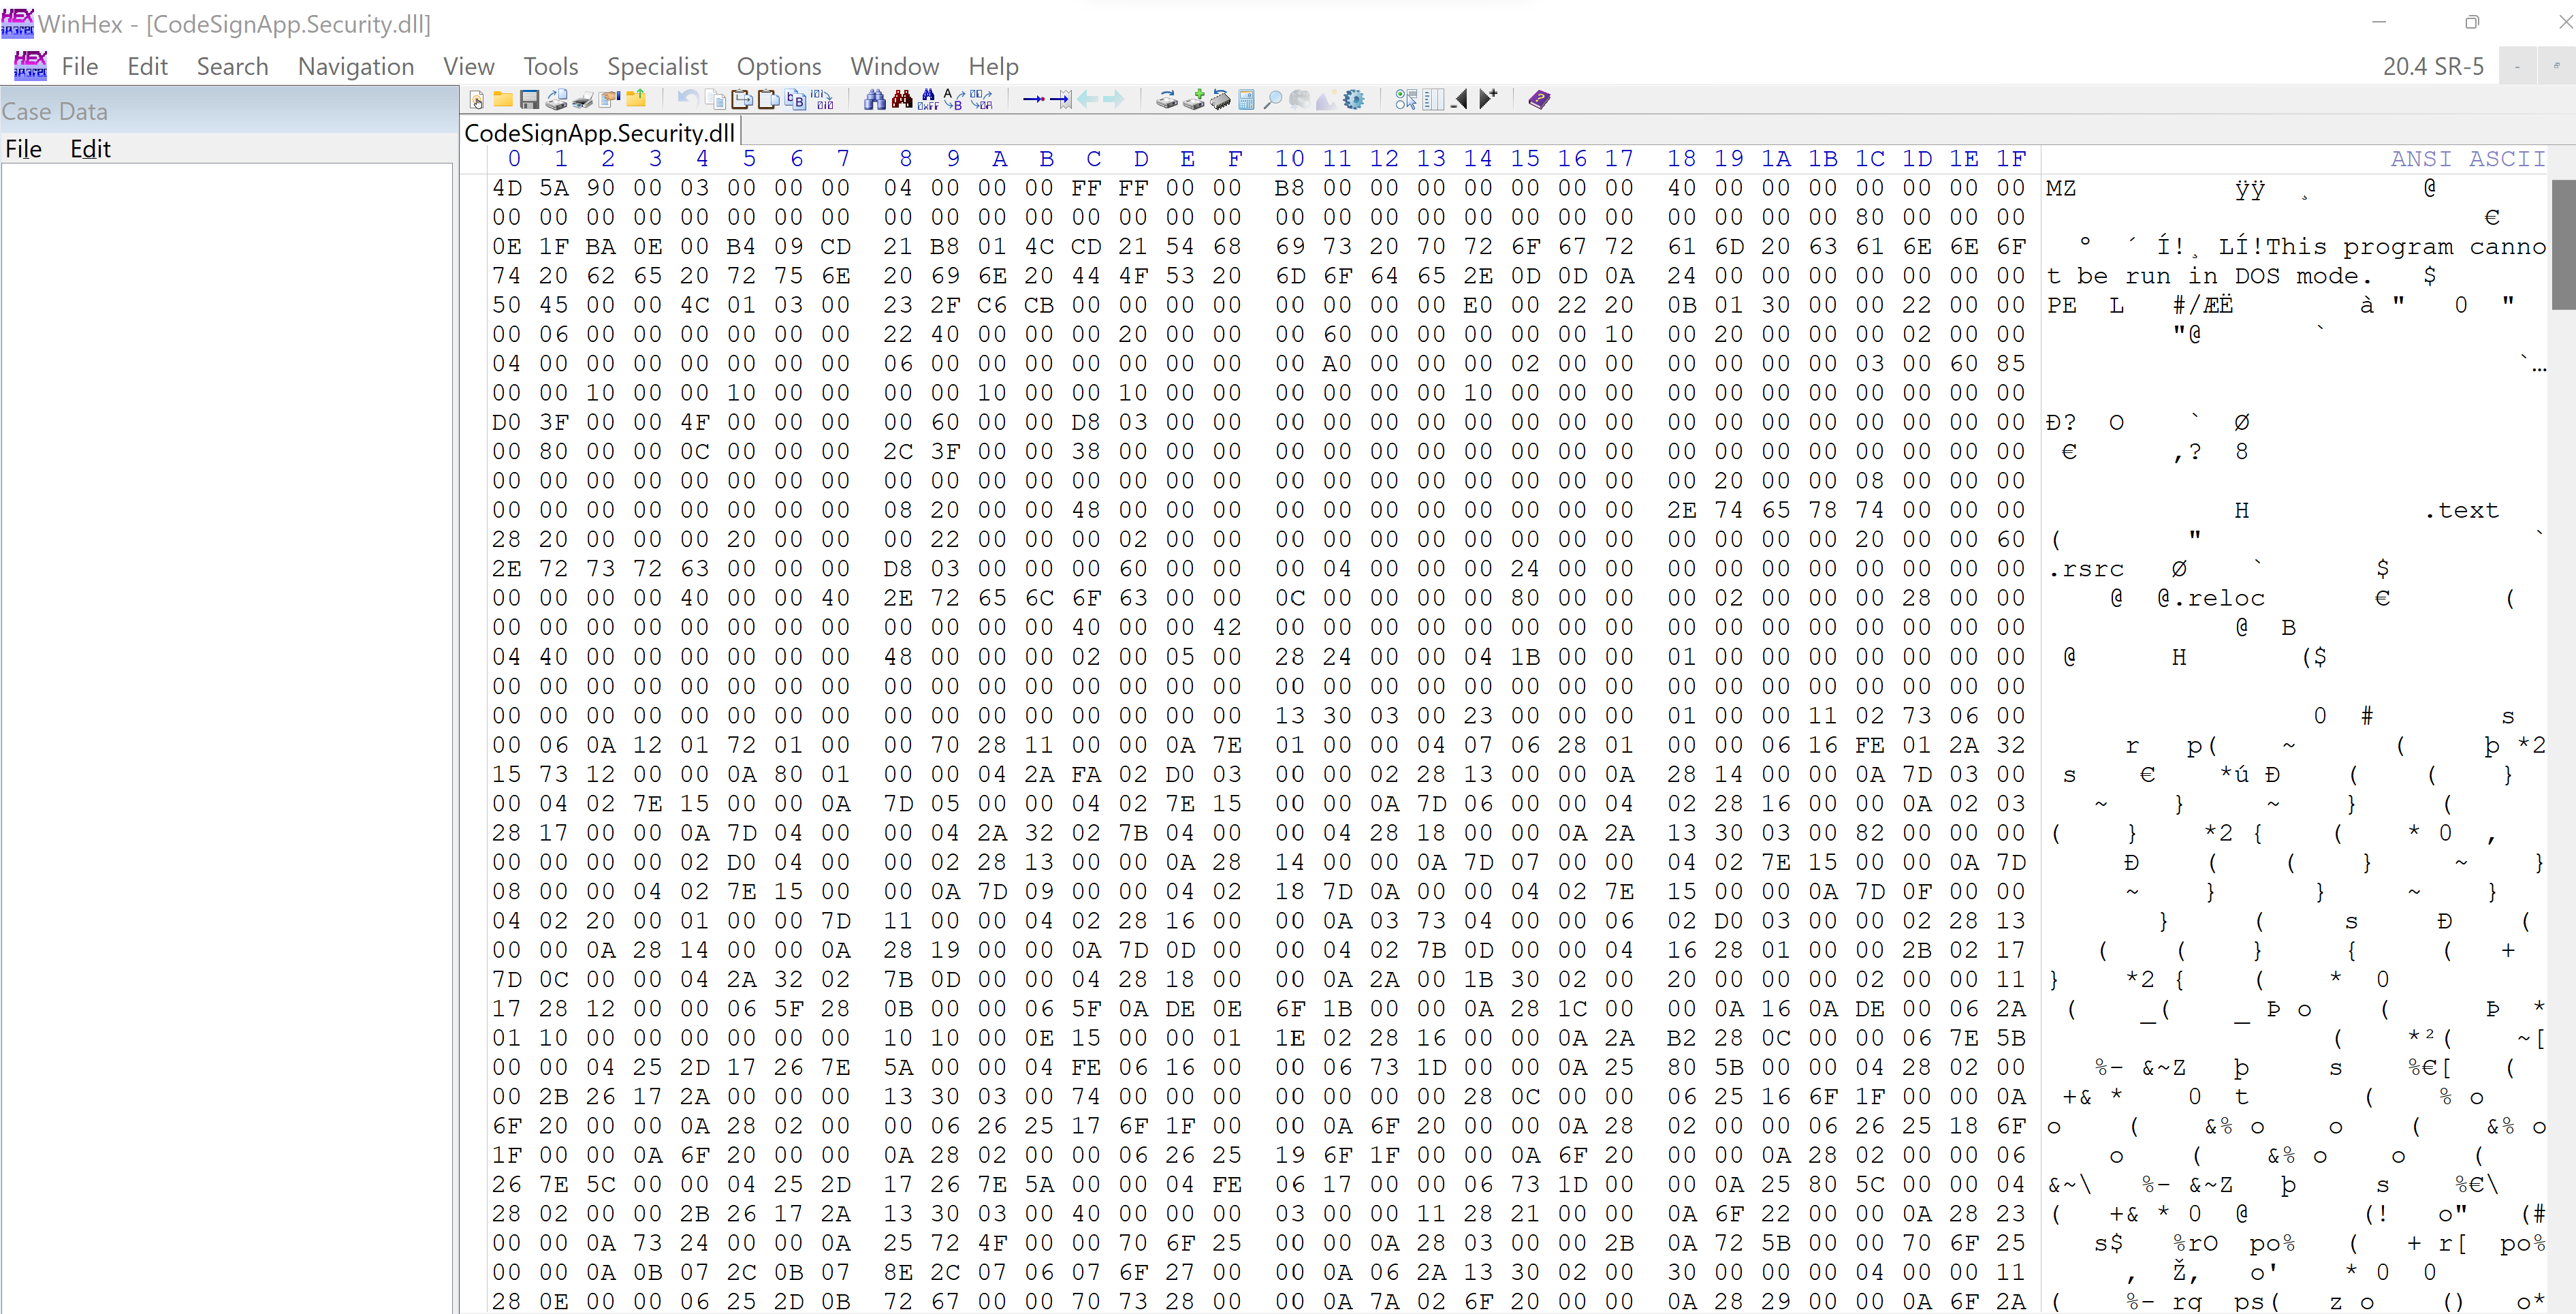 WinHex - [CodeSignApp.Security.dll]
File Edit Search Navigation View Tools Specialist Options Window Help 20.4 SR-5
Case Data
File Edit
CodeSignApp.Security.dll
0 1 2 3 4 5 6 7 8 9 A B C D E F 10 11 12 13 14 15 16 17 18 19 1A 1B 1C 1D 1E 1F ANSI ASCII
4D 5A 90 00 03 00 00 00 04 00 00 00 FF FF 00 00 B8 00 00 00 00 00 00 00 40 00 00 00 00 00 00 00 MZ ÿÿ ¸ @
00 00 00 00 00 00 00 00 00 00 00 00 00 00 00 00 00 00 00 00 00 00 00 00 00 00 00 00 80 00 00 00 €
0E 1F BA 0E 00 B4 09 CD 21 B8 01 4C CD 21 54 68 69 73 20 70 72 6F 67 72 61 6D 20 63 61 6E 6E 6F º ´ Í!¸ LÍ!This program canno
74 20 62 65 20 72 75 6E 20 69 6E 20 44 4F 53 20 6D 6F 64 65 2E 0D 0D 0A 24 00 00 00 00 00 00 00 t be run in DOS mode. $
50 45 00 00 4C 01 03 00 23 2F C6 CB 00 00 00 00 00 00 00 00 E0 00 22 20 0B 01 30 00 00 22 00 00 PE L #/ÆË à " 0 "
00 06 00 00 00 00 00 00 22 40 00 00 00 20 00 00 00 60 00 00 00 00 00 10 00 20 00 00 00 02 00 00 "@ `
04 00 00 00 00 00 00 00 06 00 00 00 00 00 00 00 00 A0 00 00 00 02 00 00 00 00 00 00 03 00 60 85 `…
00 00 10 00 00 10 00 00 00 00 10 00 00 10 00 00 00 00 00 00 10 00 00 00 00 00 00 00 00 00 00 00
D0 3F 00 00 4F 00 00 00 00 60 00 00 D8 03 00 00 00 00 00 00 00 00 00 00 00 00 00 00 00 00 00 00 Ð? O ` Ø
00 80 00 00 0C 00 00 00 2C 3F 00 00 38 00 00 00 00 00 00 00 00 00 00 00 00 00 00 00 00 00 00 00 € ,? 8
00 00 00 00 00 00 00 00 00 00 00 00 00 00 00 00 00 00 00 00 00 00 00 00 00 20 00 00 08 00 00 00
00 00 00 00 00 00 00 00 08 20 00 00 48 00 00 00 00 00 00 00 00 00 00 00 2E 74 65 78 74 00 00 00 H .text
28 20 00 00 00 20 00 00 00 22 00 00 00 02 00 00 00 00 00 00 00 00 00 00 00 00 00 00 20 00 00 60 ( " `
2E 72 73 72 63 00 00 00 D8 03 00 00 00 60 00 00 00 04 00 00 00 24 00 00 00 00 00 00 00 00 00 00 .rsrc Ø ` $
00 00 00 00 40 00 00 40 2E 72 65 6C 6F 63 00 00 0C 00 00 00 00 80 00 00 00 02 00 00 00 28 00 00 @ @.reloc € (
00 00 00 00 00 00 00 00 00 00 00 00 40 00 00 42 00 00 00 00 00 00 00 00 00 00 00 00 00 00 00 00 @ B
04 40 00 00 00 00 00 00 48 00 00 00 02 00 05 00 28 24 00 00 04 1B 00 00 01 00 00 00 00 00 00 00 @ H ($
00 00 00 00 00 00 00 00 00 00 00 00 00 00 00 00 00 00 00 00 00 00 00 00 00 00 00 00 00 00 00 00
00 00 00 00 00 00 00 00 00 00 00 00 00 00 00 00 13 30 03 00 23 00 00 00 01 00 00 11 02 73 06 00 0 # s
00 06 0A 12 01 72 01 00 00 70 28 11 00 00 0A 7E 01 00 00 04 07 06 28 01 00 00 06 16 FE 01 2A 32 r p( ~ ( þ *2
15 73 12 00 00 0A 80 01 00 00 04 2A FA 02 D0 03 00 00 02 28 13 00 00 0A 28 14 00 00 0A 7D 03 00 s € *ú Ð ( ( }
00 04 02 7E 15 00 00 0A 7D 05 00 00 04 02 7E 15 00 00 0A 7D 06 00 00 04 02 28 16 00 00 0A 02 03 ~ } ~ } (
28 17 00 00 0A 7D 04 00 00 04 2A 32 02 7B 04 00 00 04 28 18 00 00 0A 2A 13 30 03 00 82 00 00 00 ( } *2 { ( * 0 ‚
00 00 00 00 02 D0 04 00 00 02 28 13 00 00 0A 28 14 00 00 0A 7D 07 00 00 04 02 7E 15 00 00 0A 7D Ð ( ( } ~ }
08 00 00 04 02 7E 15 00 00 0A 7D 09 00 00 04 02 18 7D 0A 00 00 04 02 7E 15 00 00 0A 7D 0F 00 00 ~ } } ~ }
04 02 20 00 01 00 00 7D 11 00 00 04 02 28 16 00 00 0A 03 73 04 00 00 06 02 D0 03 00 00 02 28 13 } ( s Ð (
00 00 0A 28 14 00 00 0A 28 19 00 00 0A 7D 0D 00 00 04 02 7B 0D 00 00 04 16 28 01 00 00 2B 02 17 ( ( } { ( +
7D 0C 00 00 04 2A 32 02 7B 0D 00 00 04 28 18 00 00 0A 2A 00 1B 30 02 00 20 00 00 00 02 00 00 11 } *2 { ( * 0
17 28 12 00 00 06 5F 28 0B 00 00 06 5F 0A DE 0E 6F 1B 00 00 0A 28 1C 00 00 0A 16 0A DE 00 06 2A ( _( _ Þ o ( Þ *
01 10 00 00 00 00 00 00 10 10 00 0E 15 00 00 01 1E 02 28 16 00 00 0A 2A B2 28 0C 00 00 06 7E 5B ( *²( ~[
00 00 04 25 2D 17 26 7E 5A 00 00 04 FE 06 16 00 00 06 73 1D 00 00 0A 25 80 5B 00 00 04 28 02 00 %- &~Z þ s %€[ (
00 2B 26 17 2A 00 00 00 13 30 03 00 74 00 00 00 00 00 00 00 28 0C 00 00 06 25 16 6F 1F 00 00 0A +& * 0 t ( % o
6F 20 00 00 0A 28 02 00 00 06 26 25 17 6F 1F 00 00 0A 6F 20 00 00 0A 28 02 00 00 06 26 25 18 6F o ( &% o o ( &% o
1F 00 00 0A 6F 20 00 00 0A 28 02 00 00 06 26 25 19 6F 1F 00 00 0A 6F 20 00 00 0A 28 02 00 00 06 o ( &% o o (
26 7E 5C 00 00 04 25 2D 17 26 7E 5A 00 00 04 FE 06 17 00 00 06 73 1D 00 00 0A 25 80 5C 00 00 04 &~\ %- &~Z þ s %€\
28 02 00 00 2B 26 17 2A 13 30 03 00 40 00 00 00 03 00 00 11 28 21 00 00 0A 6F 22 00 00 0A 28 23 ( +& * 0 @ (! o" (#
00 00 0A 73 24 00 00 0A 25 72 4F 00 00 70 6F 25 00 00 0A 28 03 00 00 2B 0A 72 5B 00 00 70 6F 25 s$ %rO po% ( + r[ po%
00 00 0A 0B 07 2C 0B 07 8E 2C 07 06 07 6F 27 00 00 0A 06 2A 13 30 02 00 30 00 00 00 04 00 00 11 , Ž, o' * 0 0
28 0E 00 00 06 25 2D 0B 72 67 00 00 70 73 28 00 00 0A 7A 02 6F 20 00 00 0A 28 29 00 00 0A 6F 2A ( %- rg ps( z o () o*